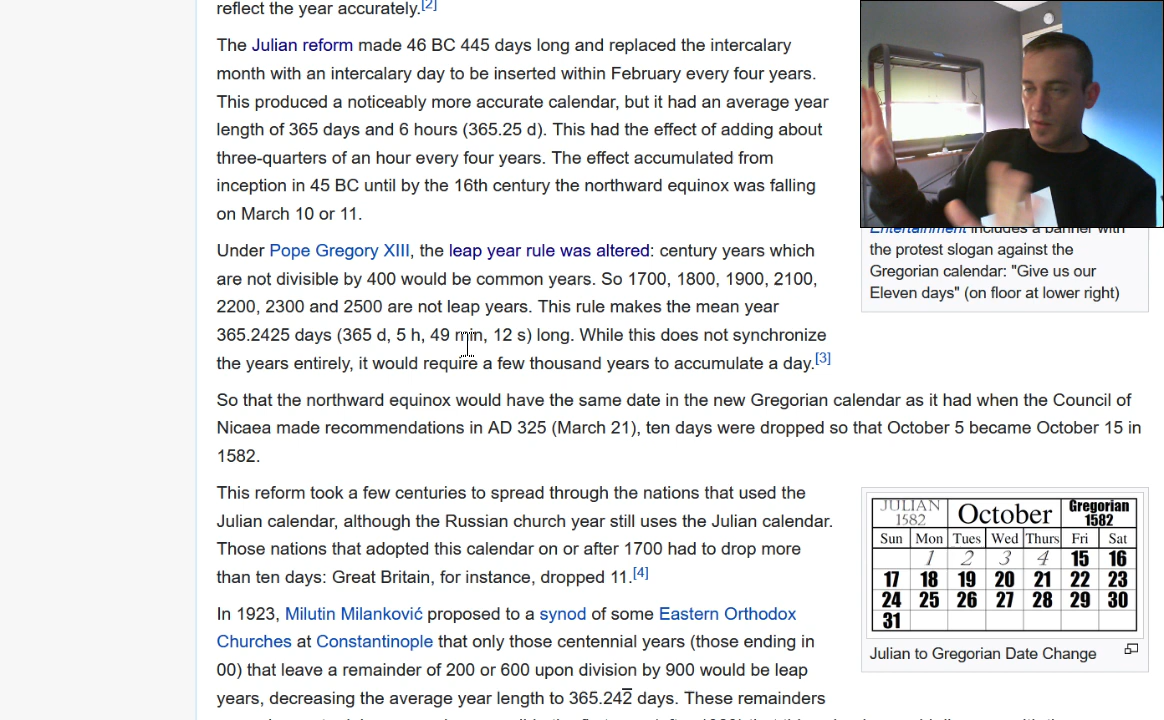 reflect the year accurately.[2]
The Julian reform made 46 BC 445 days long and replaced the intercalary
month with an intercalary day to be inserted within February every four years.
This produced a noticeably more accurate calendar, but it had an average year
length of 365 days and 6 hours (365.25 d). This had the effect of adding about
three-quarters of an hour every four years. The effect accumulated from
inception in 45 BC until by the 16th century the northward equinox was falling
on March 10 or 11.
Under Pope Gregory XIII, the leap year rule was altered: century years which
are not divisible by 400 would be common years. So 1700, 1800, 1900, 2100,
2200, 2300 and 2500 are not leap years. This rule makes the mean year
365.2425 days (365 d, 5 h, 49 min, 12 s) long. While this does not synchronize
the years entirely, it would require a few thousand years to accumulate a day.[3]
Entertainment includes a banner with
the protest slogan against the
Gregorian calendar: "Give us our
Eleven days" (on floor at lower right)
So that the northward equinox would have the same date in the new Gregorian calendar as it had when the Council of
Nicaea made recommendations in AD 325 (March 21), ten days were dropped so that October 5 became October 15 in
1582.
This reform took a few centuries to spread through the nations that used the
Julian calendar, although the Russian church year still uses the Julian calendar.
Those nations that adopted this calendar on or after 1700 had to drop more
than ten days: Great Britain, for instance, dropped 11.[4]
In 1923, Milutin Milanković proposed to a synod of some Eastern Orthodox
Churches at Constantinople that only those centennial years (those ending in
00) that leave a remainder of 200 or 600 upon division by 900 would be leap
years, decreasing the average year length to 365.242̅ days. These remainders
JULIAN 1582 October Gregorian 1582
Sun Mon Tues Wed Thurs Fri Sat
1 2 3 4 15 16
17 18 19 20 21 22 23
24 25 26 27 28 29 30
31
Julian to Gregorian Date Change